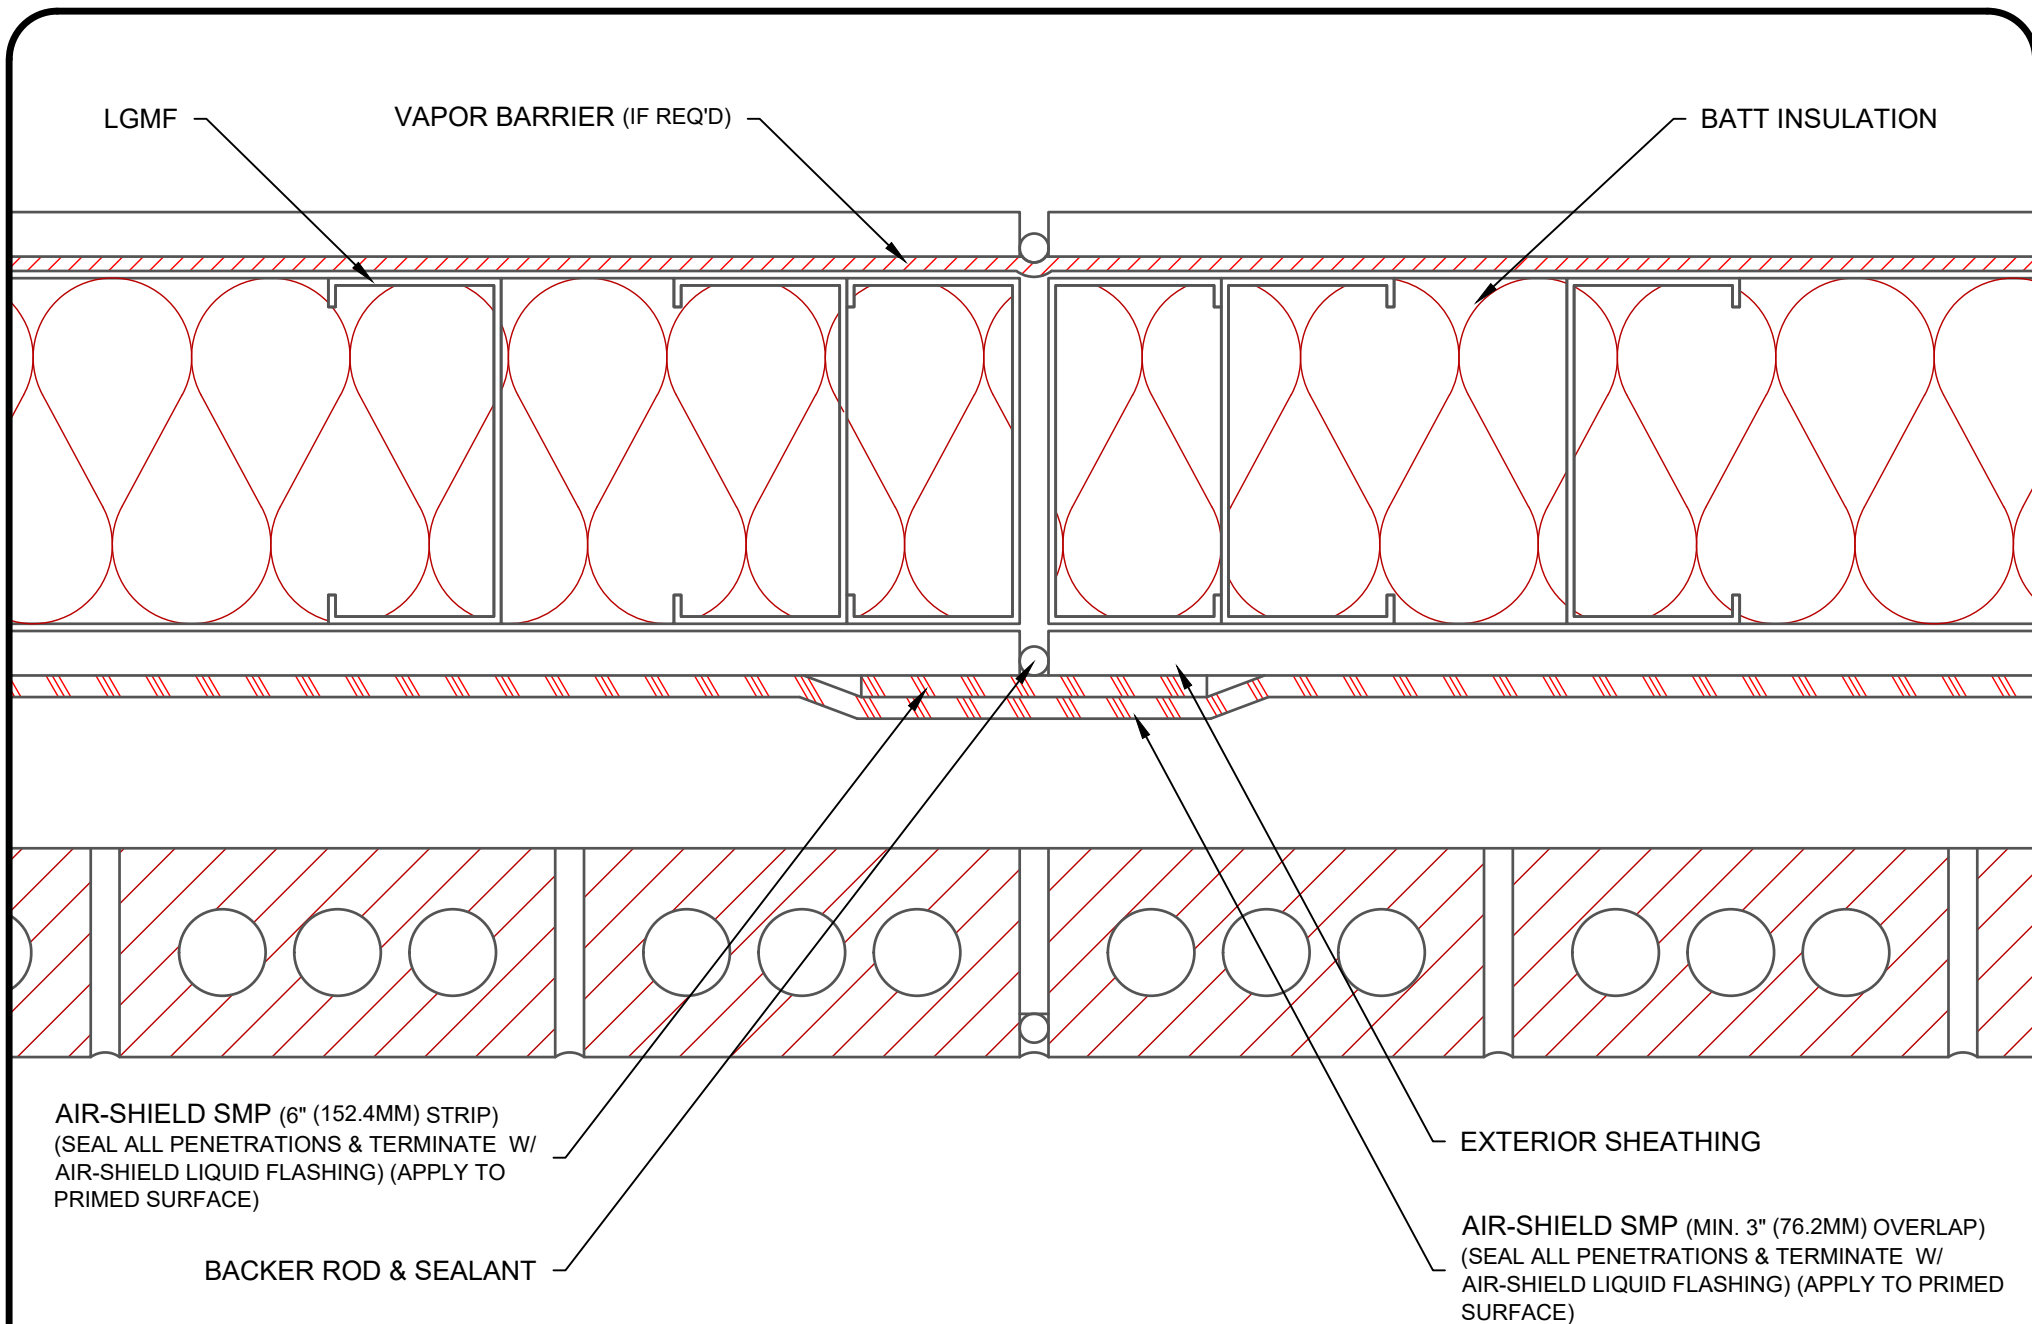 LGMF
VAPOR BARRIER (IF REQ'D)
BATT INSULATION
AIR-SHIELD SMP (6" (152.4MM) STRIP)
(SEAL ALL PENETRATIONS & TERMINATE W/
AIR-SHIELD LIQUID FLASHING) (APPLY TO
PRIMED SURFACE)
BACKER ROD & SEALANT
EXTERIOR SHEATHING
AIR-SHIELD SMP (MIN. 3" (76.2MM) OVERLAP)
(SEAL ALL PENETRATIONS & TERMINATE W/
AIR-SHIELD LIQUID FLASHING) (APPLY TO PRIMED
SURFACE)